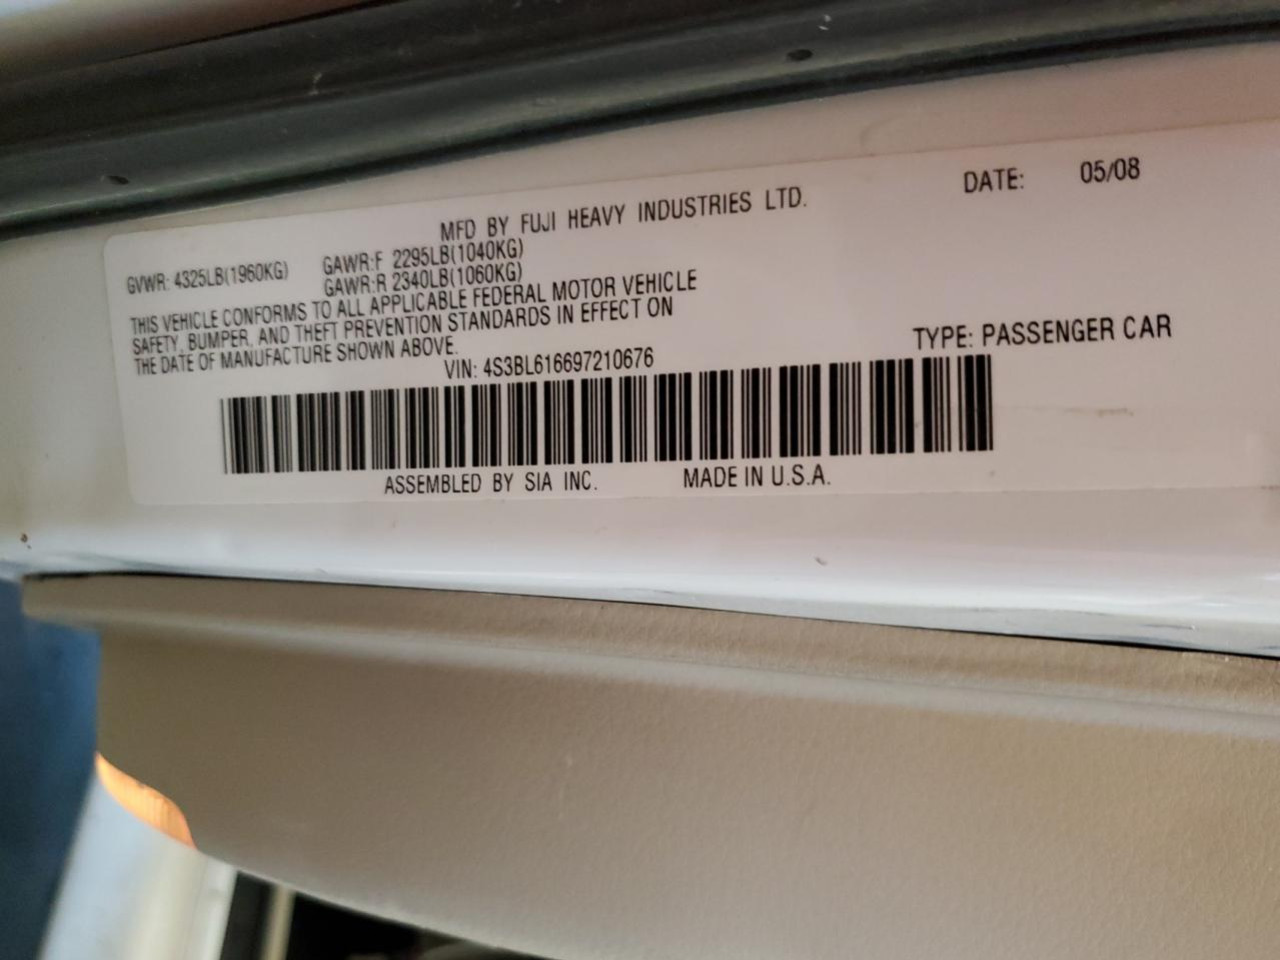 MFD BY FUJI HEAVY INDUSTRIES LTD.
DATE: 05/08
GVWR: 4325LB(1960KG)
GAWR:F 2295LB(1040KG)
GAWR:R 2340LB(1060KG)
THIS VEHICLE CONFORMS TO ALL APPLICABLE FEDERAL MOTOR VEHICLE
SAFETY, BUMPER, AND THEFT PREVENTION STANDARDS IN EFFECT ON
THE DATE OF MANUFACTURE SHOWN ABOVE.
VIN: 4S3BL616697210676
TYPE: PASSENGER CAR
ASSEMBLED BY SIA INC. MADE IN U.S.A.